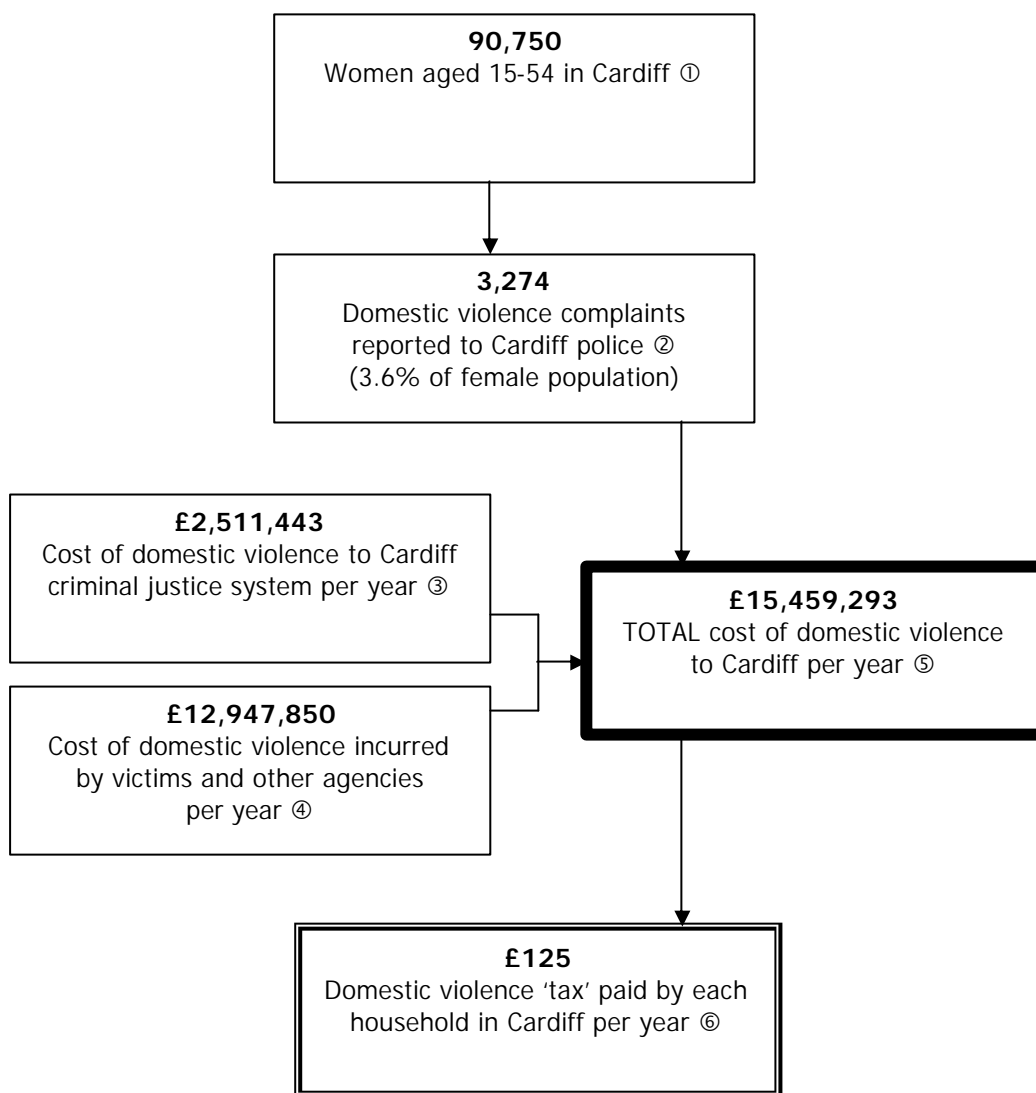 90,750
Women aged 15-54 in Cardiff ①
3,274
Domestic violence complaints
reported to Cardiff police ②
(3.6% of female population)
£2,511,443
Cost of domestic violence to Cardiff
criminal justice system per year ③
£15,459,293
TOTAL cost of domestic violence
to Cardiff per year ⑤
£12,947,850
Cost of domestic violence incurred
by victims and other agencies
per year ④
£125
Domestic violence ‘tax’ paid by each
household in Cardiff per year ⑥